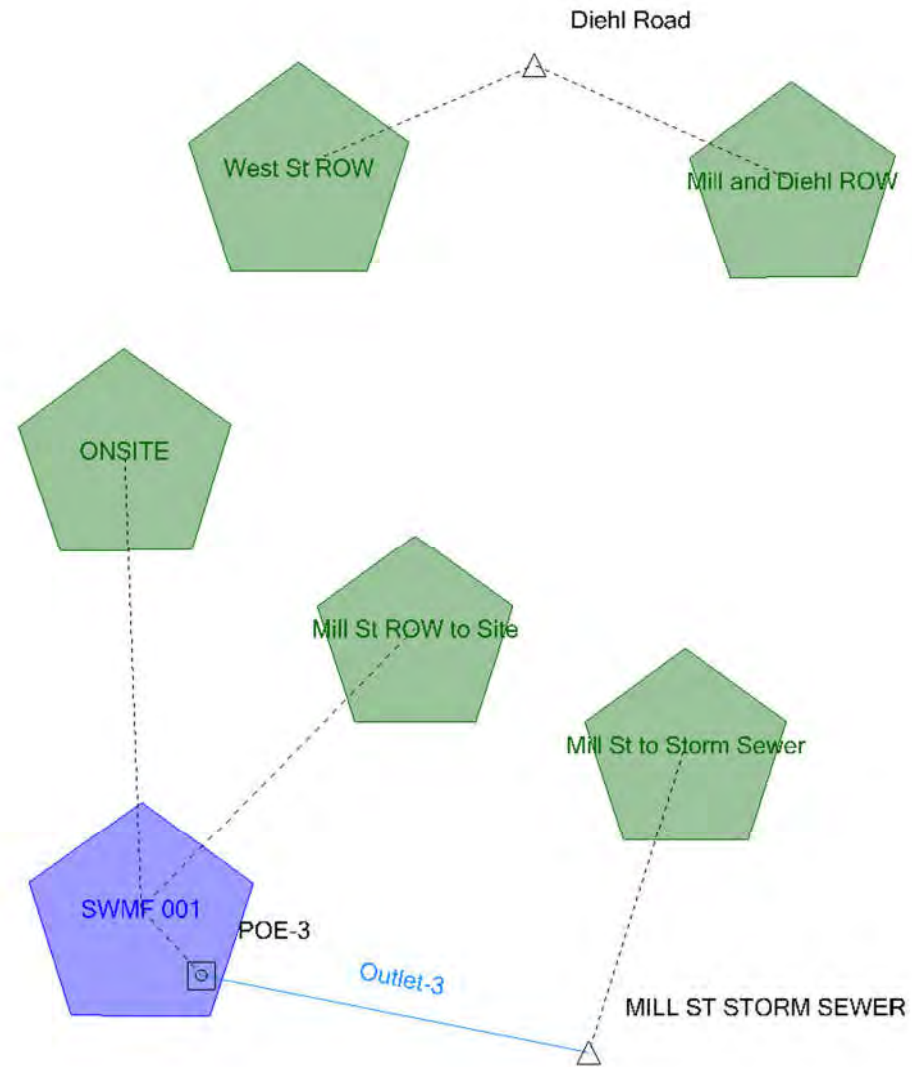 Diehl Road
West St ROW
Mill and Diehl ROW
ONSITE
Mill St ROW to Site
Mill St to Storm Sewer
SWMF 001
POE-3
Outlet-3
MILL ST STORM SEWER